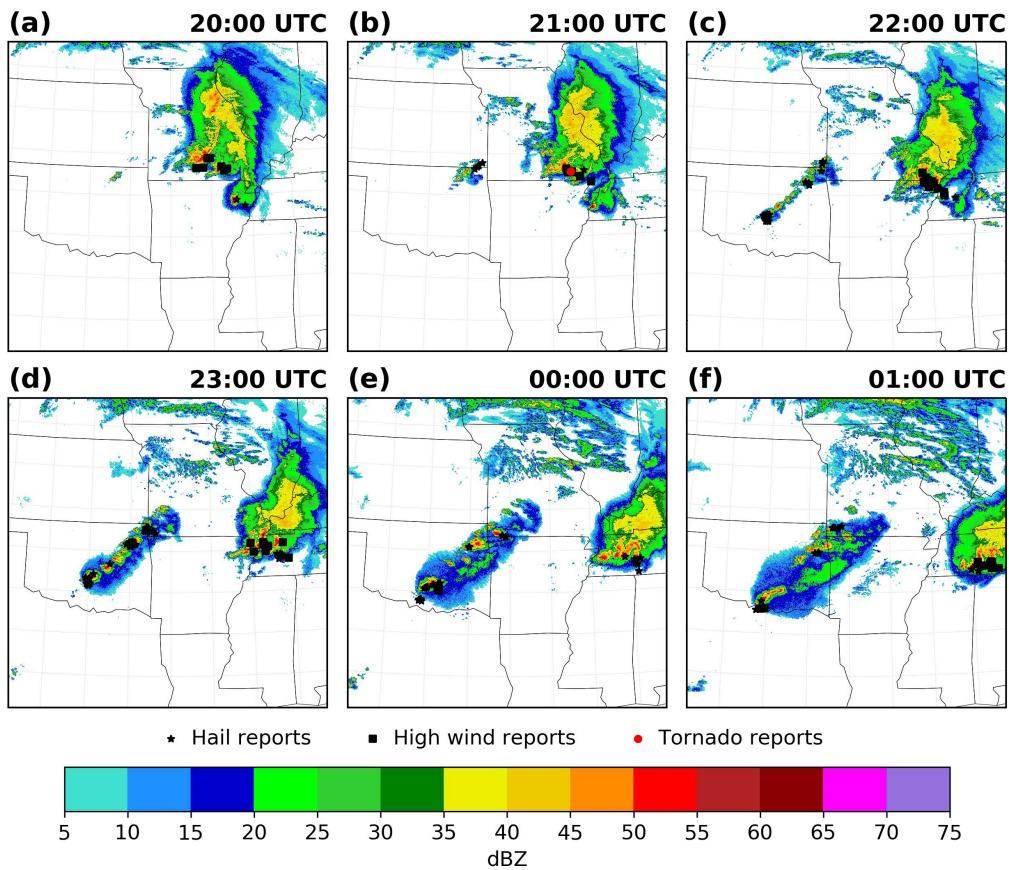 (a) 20:00 UTC
(b) 21:00 UTC
(c) 22:00 UTC
(d) 23:00 UTC
(e) 00:00 UTC
(f) 01:00 UTC
Hail reports
High wind reports
Tornado reports
5 10 15 20 25 30 35 40 45 50 55 60 65 70 75
dBZ